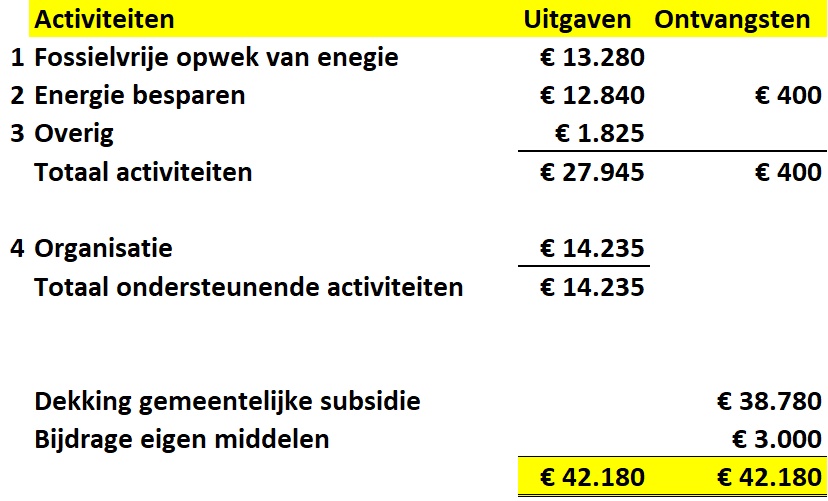 Activiteiten Uitgaven Ontvangsten
1 Fossielvrije opwek van enegie € 13.280
2 Energie besparen € 12.840 € 400
3 Overig € 1.825
Totaal activiteiten € 27.945 € 400
4 Organisatie € 14.235
Totaal ondersteunende activiteiten € 14.235
Dekking gemeentelijke subsidie € 38.780
Bijdrage eigen middelen € 3.000
€ 42.180 € 42.180